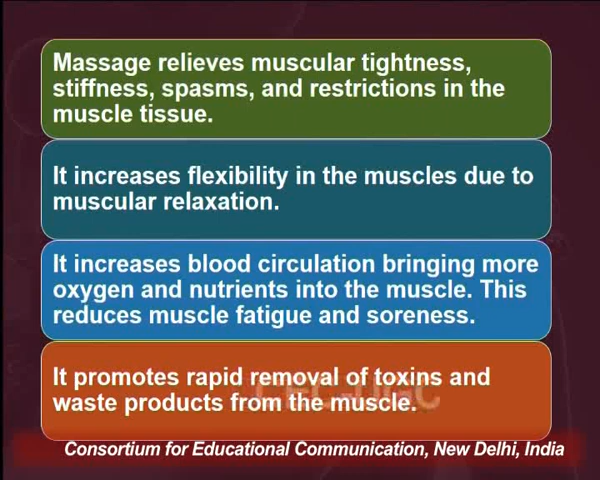 Massage relieves muscular tightness,
stiffness, spasms, and restrictions in the
muscle tissue.
It increases flexibility in the muscles due to
muscular relaxation.
It increases blood circulation bringing more
oxygen and nutrients into the muscle. This
reduces muscle fatigue and soreness.
It promotes rapid removal of toxins and
waste products from the muscle.
CEC-UGC
Consortium for Educational Communication, New Delhi, India